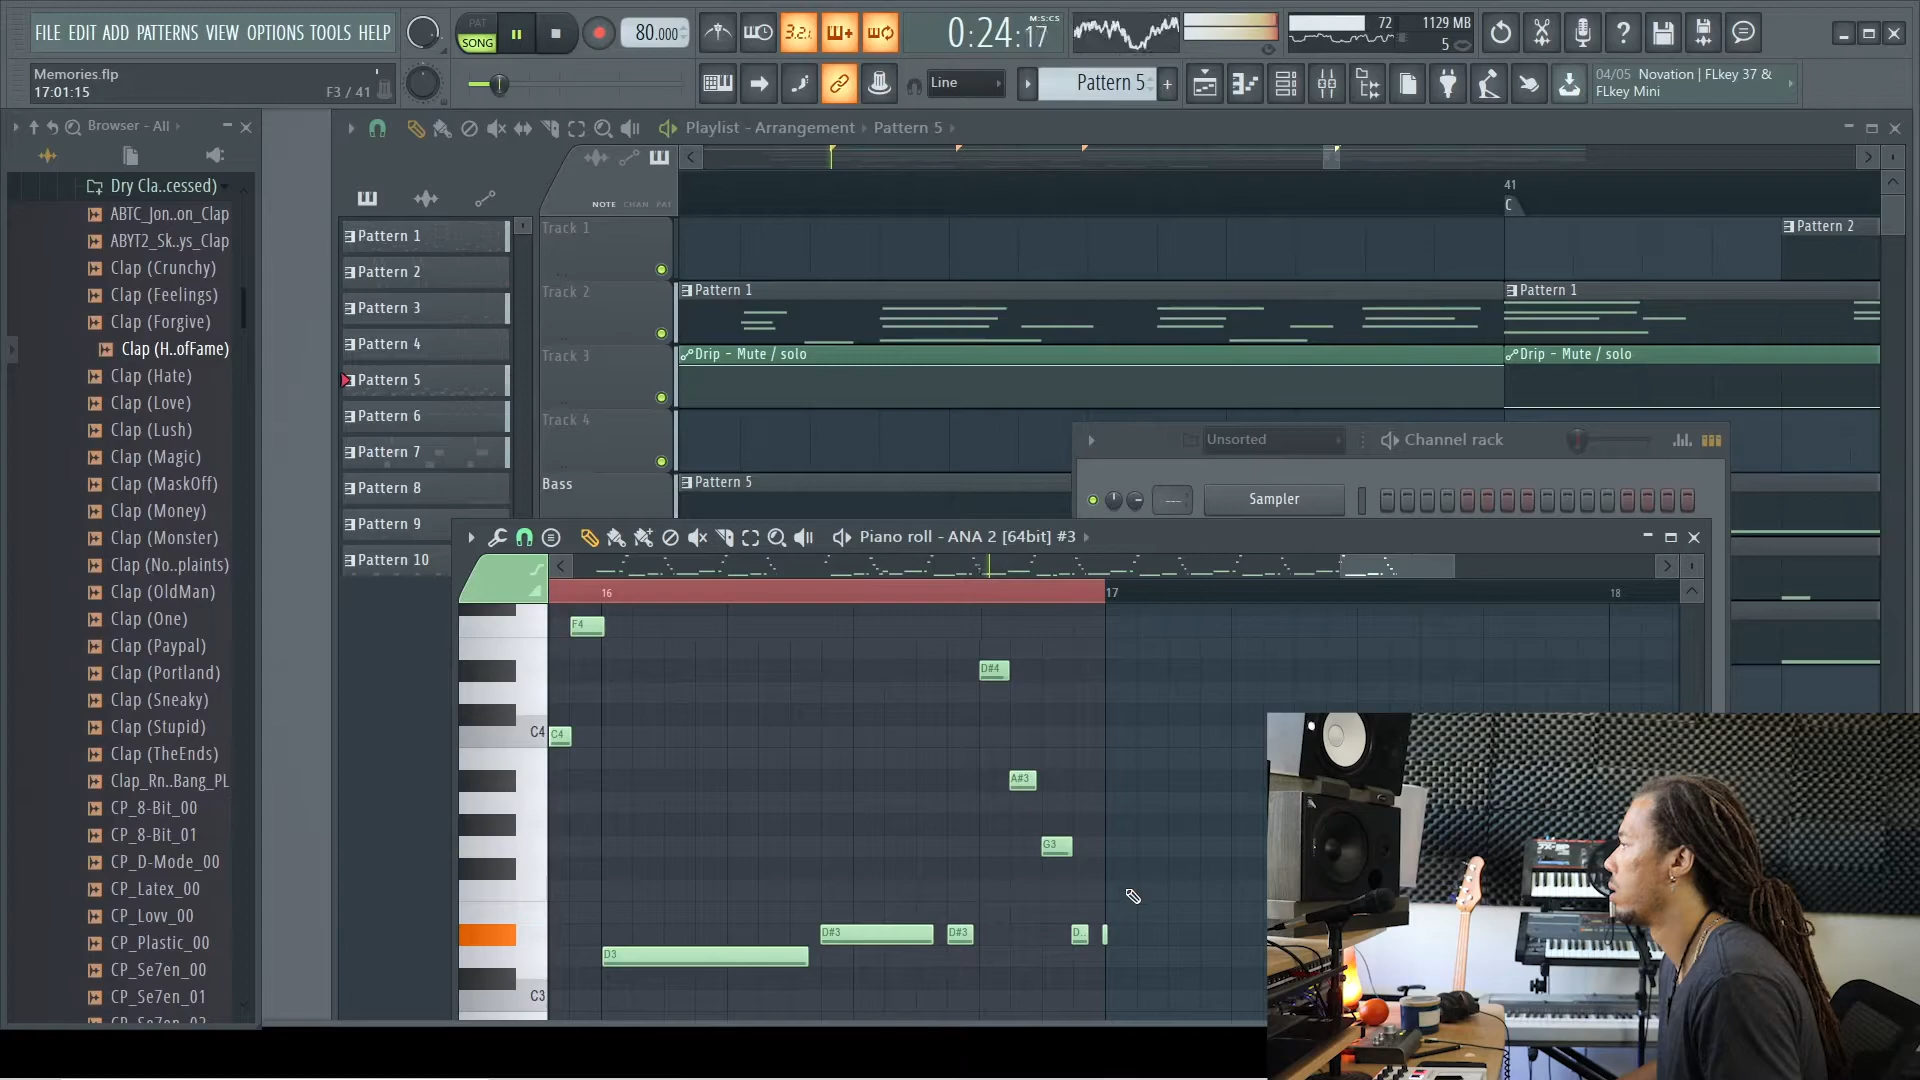 FILE EDIT ADD PATTERNS VIEW OPTIONS TOOLS HELP
PAT
SONG
80.000
3.2.
0:24:17
M:S:CS
72
1129 MB
5
Memories.flp
17:01:15
F3 / 41
Line
Pattern 5
04/05 Novation | FLkey 37 &
FLkey Mini
Browser - All
Playlist - Arrangement
Pattern 5
Dry Cla..cessed)
ABTC_Jon..on_Clap
ABYT2_Sk..ys_Clap
Clap (Crunchy)
Clap (Feelings)
Clap (Forgive)
Clap (H..ofFame)
Clap (Hate)
Clap (Love)
Clap (Lush)
Clap (Magic)
Clap (MaskOff)
Clap (Money)
Clap (Monster)
Clap (No..plaints)
Clap (OldMan)
Clap (One)
Clap (Paypal)
Clap (Portland)
Clap (Sneaky)
Clap (Stupid)
Clap (TheEnds)
Clap_Rn..Bang_PL
CP_8-Bit_00
CP_8-Bit_01
CP_D-Mode_00
CP_Latex_00
CP_Lovv_00
CP_Plastic_00
CP_Se7en_00
CP_Se7en_01
Pattern 1
Pattern 2
Pattern 3
Pattern 4
Pattern 5
Pattern 6
Pattern 7
Pattern 8
Pattern 9
Pattern 10
NOTE CHAN PAT
41
C
Track 1
Pattern 2
Track 2
Pattern 1
Pattern 1
Track 3
Drip - Mute / solo
Drip - Mute / solo
Track 4
Bass
Pattern 5
Unsorted
Channel rack
Sampler
Piano roll - ANA 2 [64bit] #3
16
17
18
F4
D#4
C4
C4
A#3
G3
D#3
D#3
D..
D3
C3